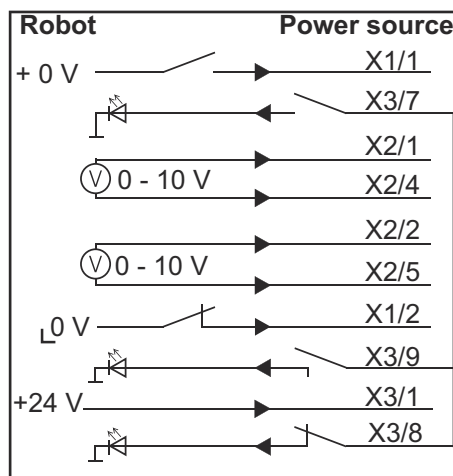 Robot Power source
+ 0 V X1/1
X3/7
X2/1
V 0 - 10 V
X2/4
X2/2
V 0 - 10 V
X2/5
0 V X1/2
X3/9
+24 V X3/1
X3/8